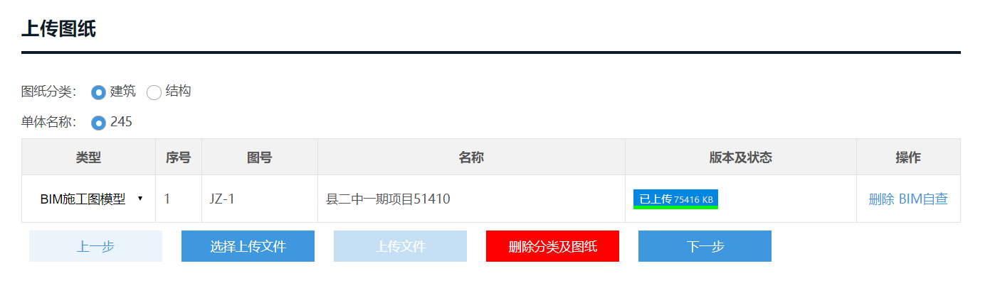 上传图纸
图纸分类： 建筑 结构
单体名称： 245
类型 序号 图号 名称 版本及状态 操作
BIM施工图模型 1 JZ-1 县二中一期项目51410 已上传 75416 KB 删除 BIM自查
上一步 选择上传文件 上传文件 删除分类及图纸 下一步